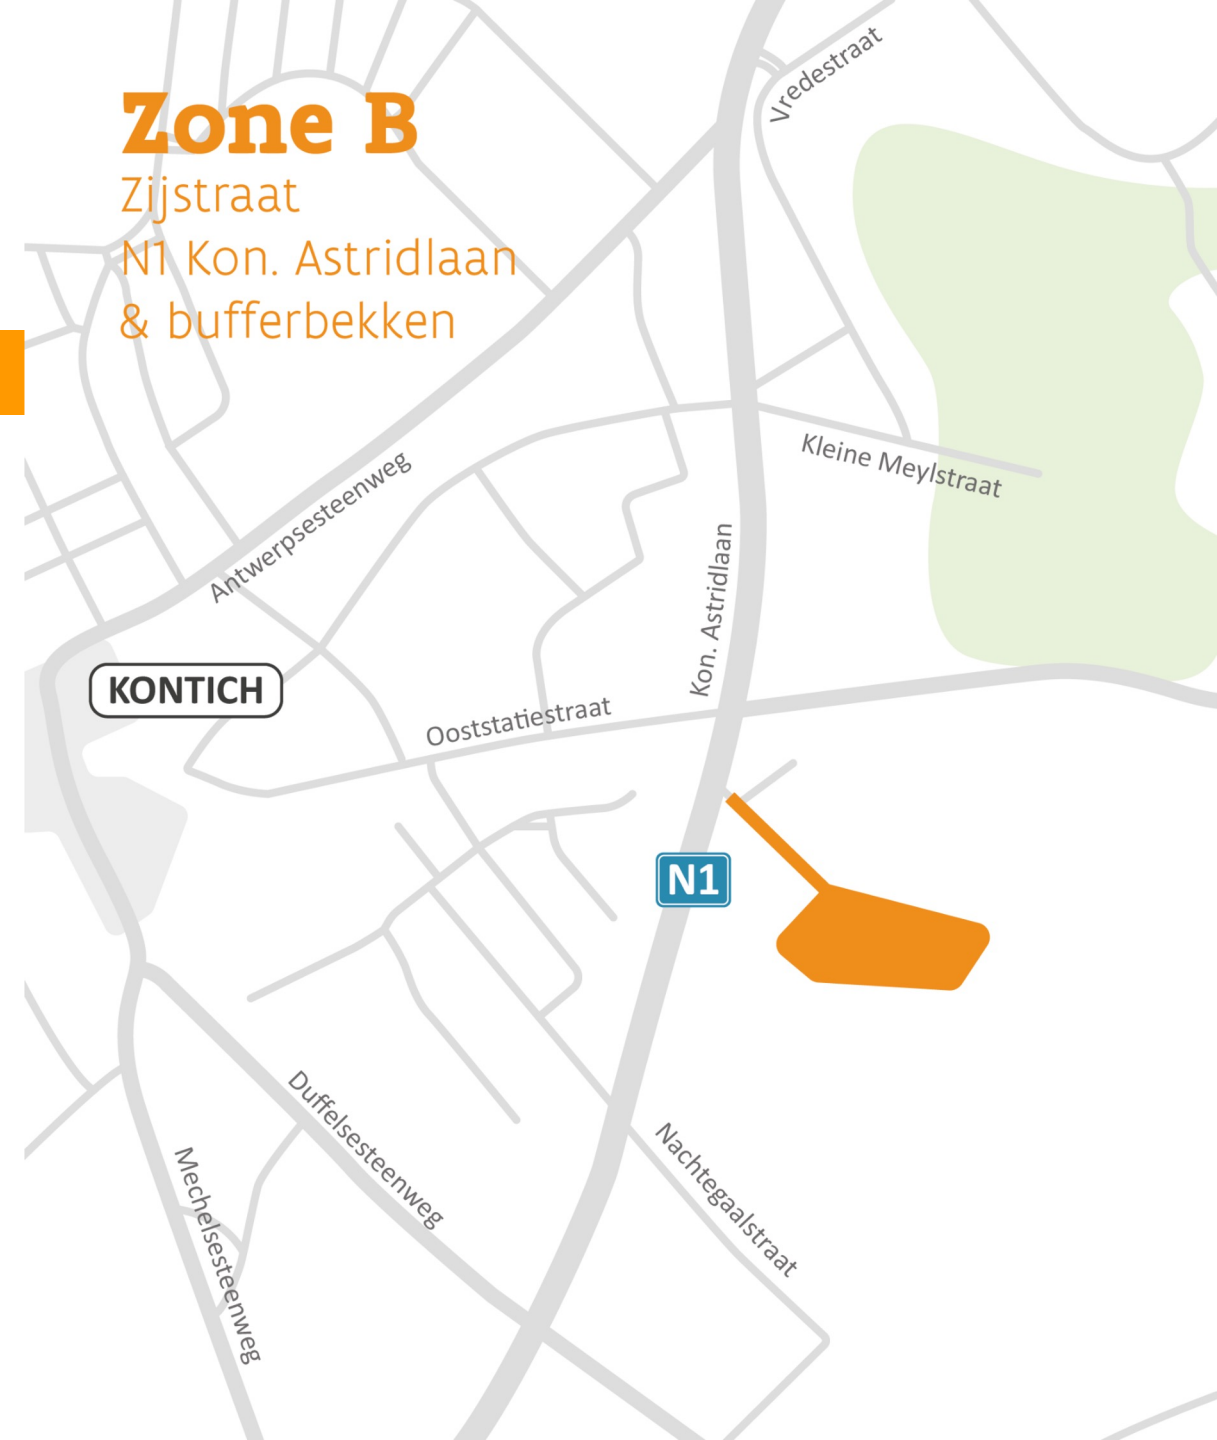 Zone B
Zijstraat
N1 Kon. Astridlaan
& bufferbekken
Vredestraat
Kleine Meylstraat
Antwerpsesteenweg
Kon. Astridlaan
KONTICH
Ooststatiestraat
N1
Duffelsesteenweg
Nachtegaalstraat
Mechelsesteenweg